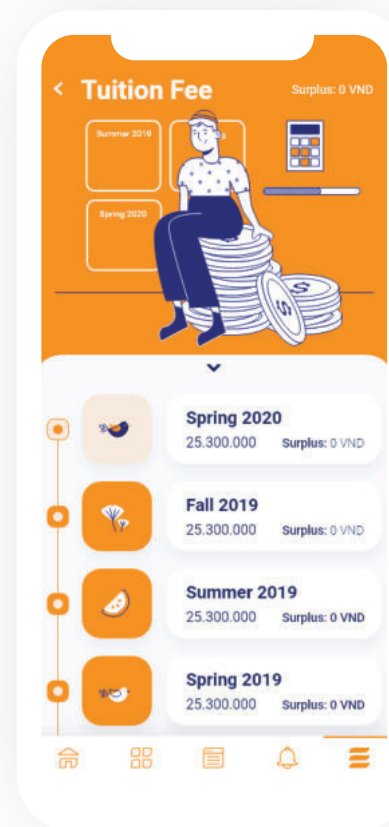 Tuition Fee
Surplus: 0 VND
Summer 2019
Spring 2020
Spring 2020
25.300.000 Surplus: 0 VND
Fall 2019
25.300.000 Surplus: 0 VND
Summer 2019
25.300.000 Surplus: 0 VND
Spring 2019
25.300.000 Surplus: 0 VND